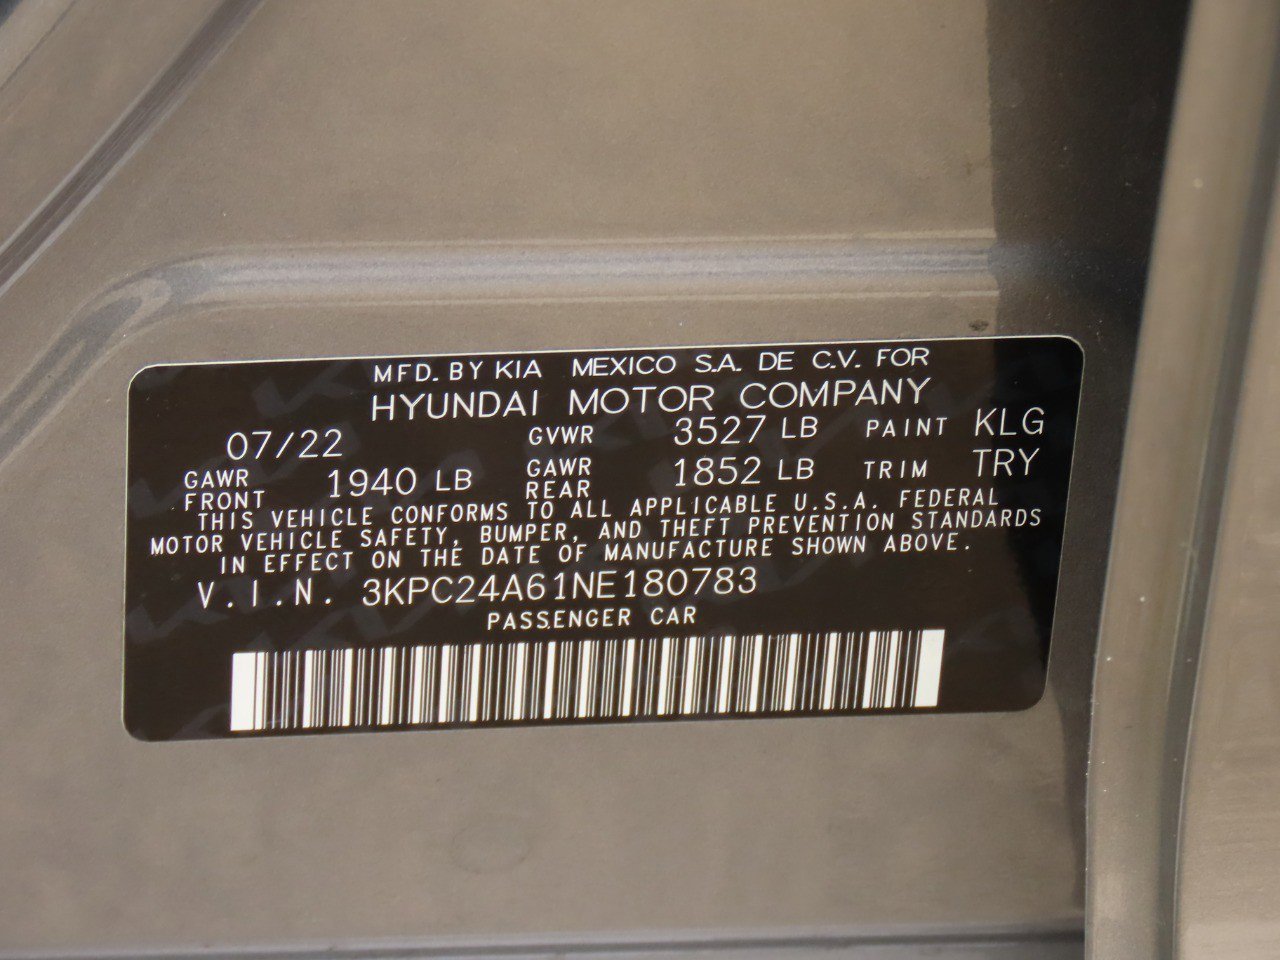 MFD. BY KIA MEXICO S.A. DE C.V. FOR
HYUNDAI MOTOR COMPANY
07/22 GVWR 3527 LB PAINT KLG
GAWR FRONT 1940 LB GAWR REAR 1852 LB TRIM TRY
THIS VEHICLE CONFORMS TO ALL APPLICABLE U.S.A. FEDERAL
MOTOR VEHICLE SAFETY, BUMPER, AND THEFT PREVENTION STANDARDS
IN EFFECT ON THE DATE OF MANUFACTURE SHOWN ABOVE.
V.I.N. 3KPC24A61NE180783
PASSENGER CAR